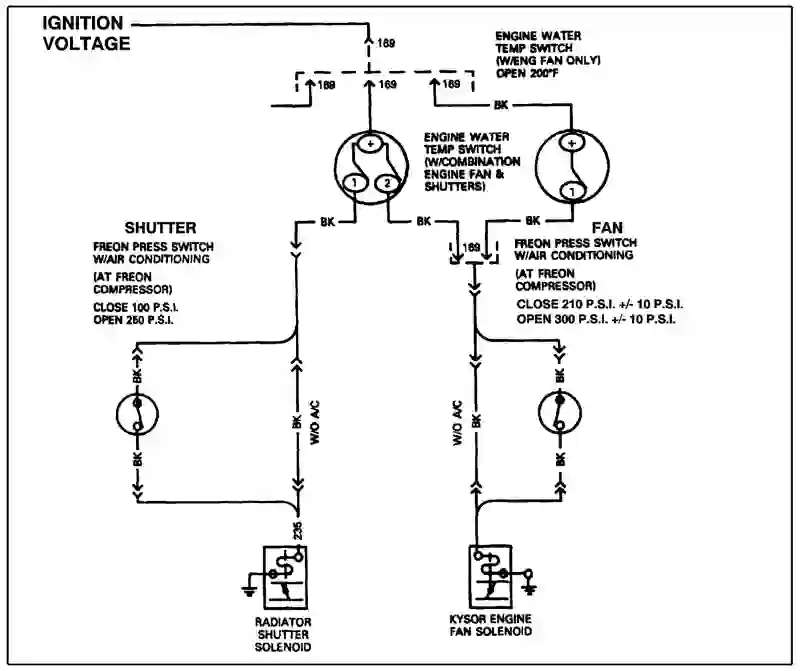 IGNITION
VOLTAGE
169
ENGINE WATER
TEMP SWITCH
(W/ENG FAN ONLY)
OPEN 200°F
169
169
169
BK
+
+
ENGINE WATER
TEMP SWITCH
(W/COMBINATION
ENGINE FAN &
SHUTTERS)
1
2
1
BK
BK
BK
SHUTTER
FREON PRESS SWITCH
W/AIR CONDITIONING
(AT FREON
COMPRESSOR)
CLOSE 100 P.S.I.
OPEN 250 P.S.I.
169
FAN
FREON PRESS SWITCH
W/AIR CONDITIONING
(AT FREON
COMPRESSOR)
CLOSE 210 P.S.I. +/- 10 P.S.I.
OPEN 300 P.S.I. +/- 10 P.S.I.
BK
BK
BK
W/O A/C
W/O A/C
BK
BK
BK
235
RADIATOR
SHUTTER
SOLENOID
KYSOR ENGINE
FAN SOLENOID